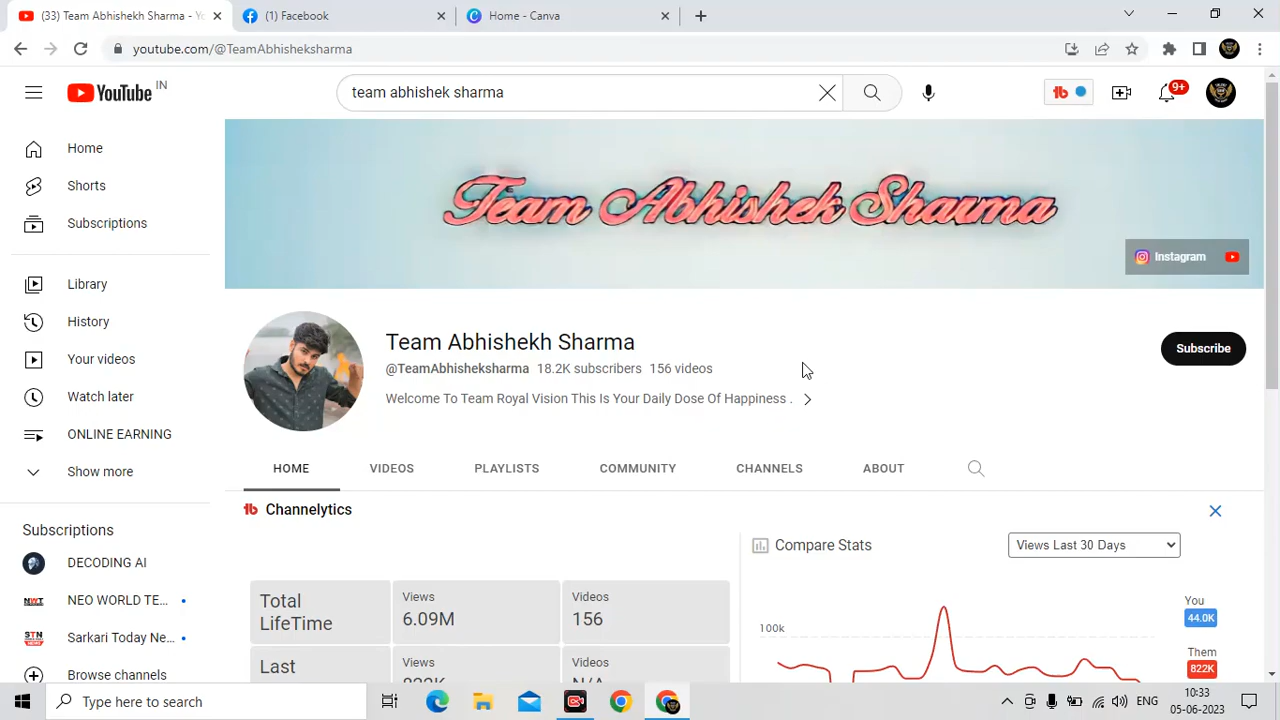 (33) Team Abhishekh Sharma - Yo
(1) Facebook
Home - Canva
youtube.com/@TeamAbhisheksharma
YouTube IN
team abhishek sharma
9+
Home
Shorts
Subscriptions
Library
History
Your videos
Watch later
ONLINE EARNING
Show more
Subscriptions
DECODING AI
NEO WORLD TE...
Sarkari Today Ne...
Browse channels
Team Abhishek Sharma
Instagram
Team Abhishekh Sharma
@TeamAbhisheksharma 18.2K subscribers 156 videos
Welcome To Team Royal Vision This Is Your Daily Dose Of Happiness .
Subscribe
HOME VIDEOS PLAYLISTS COMMUNITY CHANNELS ABOUT
tb Channelytics
Total LifeTime
Views
6.09M
Videos
156
Last
Views
822K
Videos
N/A
Compare Stats
Views Last 30 Days
100k
You
44.0K
Them
822K
Type here to search
ENG
10:33
05-06-2023